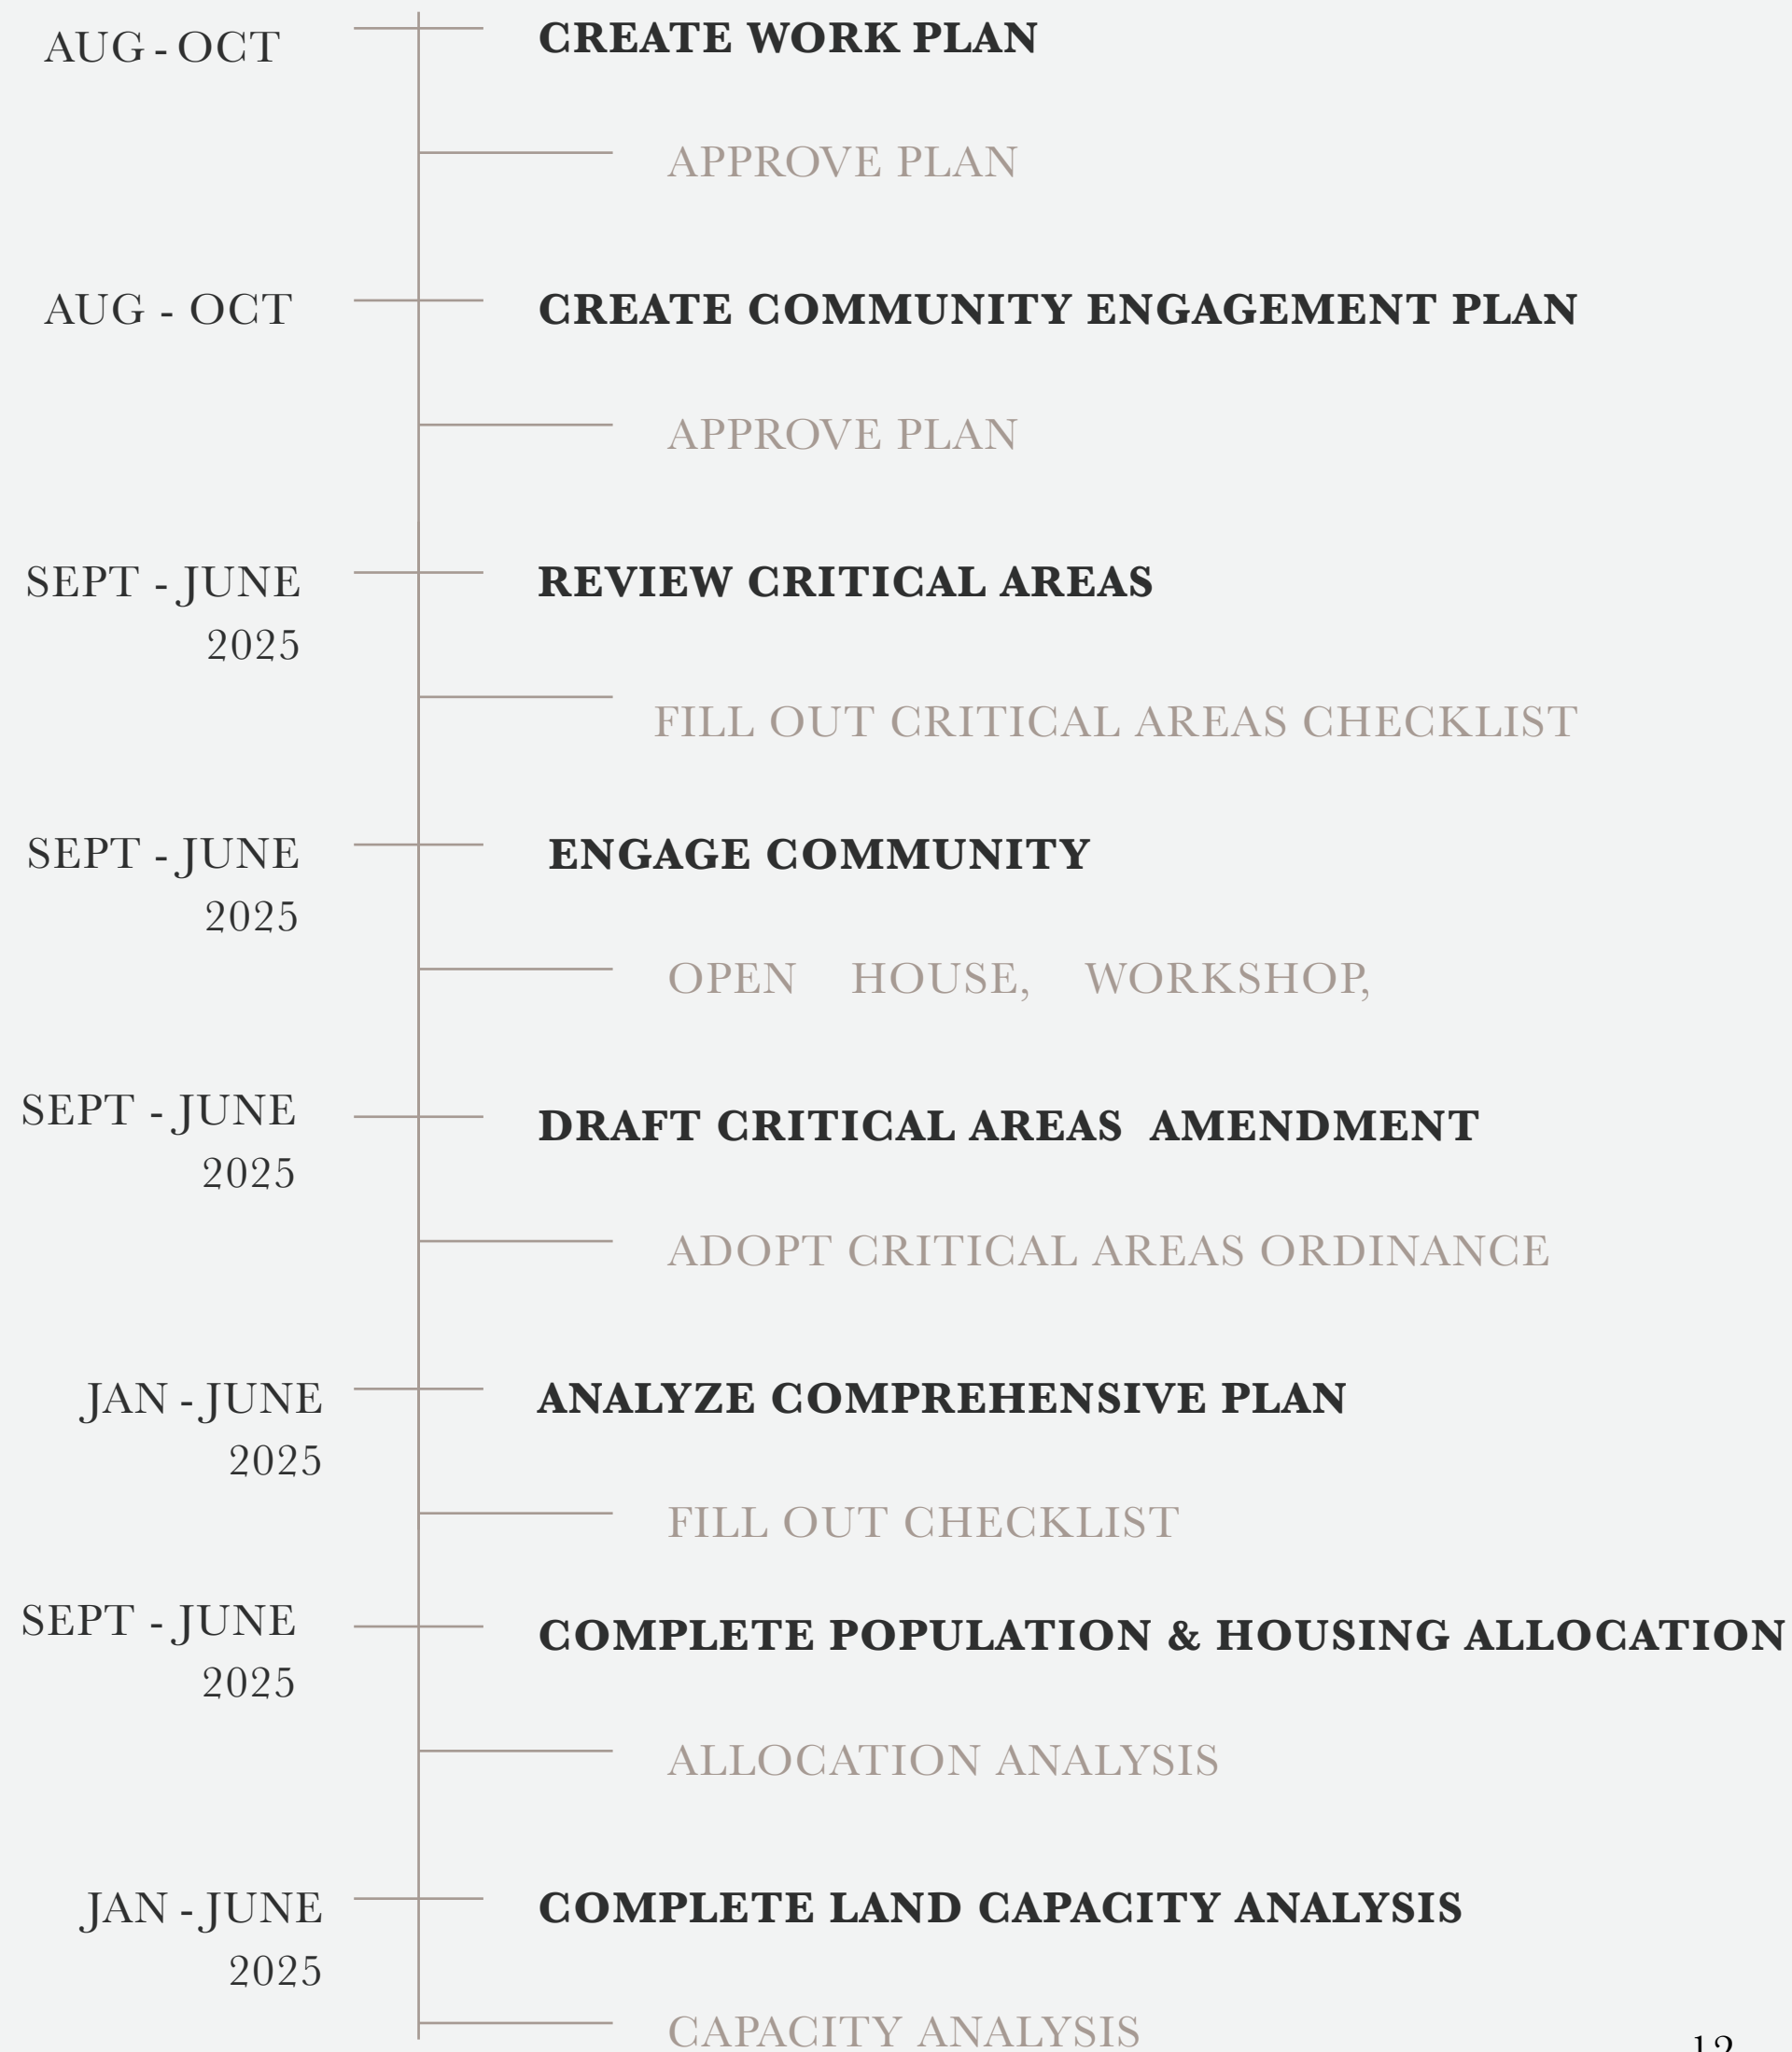 AUG - OCT
CREATE WORK PLAN
APPROVE PLAN
AUG - OCT
CREATE COMMUNITY ENGAGEMENT PLAN
APPROVE PLAN
SEPT - JUNE
2025
REVIEW CRITICAL AREAS
FILL OUT CRITICAL AREAS CHECKLIST
SEPT - JUNE
2025
ENGAGE COMMUNITY
OPEN HOUSE, WORKSHOP,
SEPT - JUNE
2025
DRAFT CRITICAL AREAS AMENDMENT
ADOPT CRITICAL AREAS ORDINANCE
JAN - JUNE
2025
ANALYZE COMPREHENSIVE PLAN
FILL OUT CHECKLIST
SEPT - JUNE
2025
COMPLETE POPULATION & HOUSING ALLOCATION
ALLOCATION ANALYSIS
JAN - JUNE
2025
COMPLETE LAND CAPACITY ANALYSIS
CAPACITY ANALYSIS
12